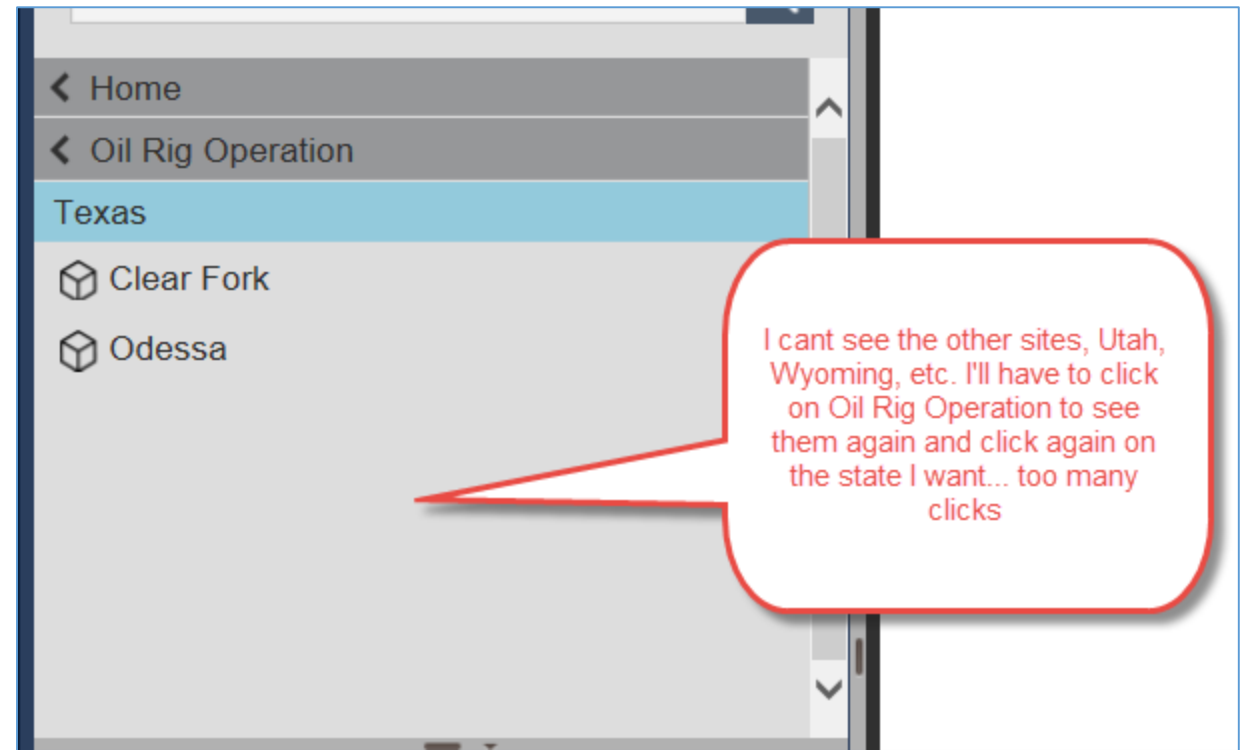 Home
Oil Rig Operation
Texas
Clear Fork
Odessa
I cant see the other sites, Utah,
Wyoming, etc. I'll have to click
on Oil Rig Operation to see
them again and click again on
the state I want... too many
clicks